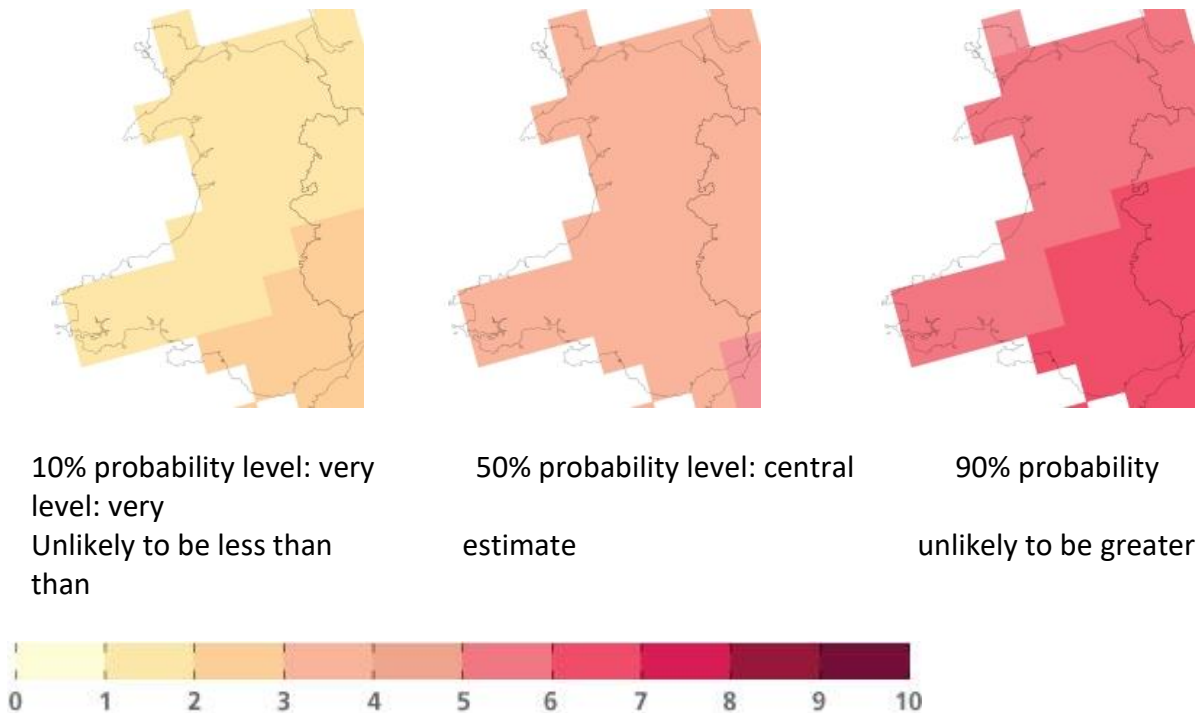 10% probability level: very 50% probability level: central 90% probability
level: very
Unlikely to be less than estimate unlikely to be greater
than
0 1 2 3 4 5 6 7 8 9 10